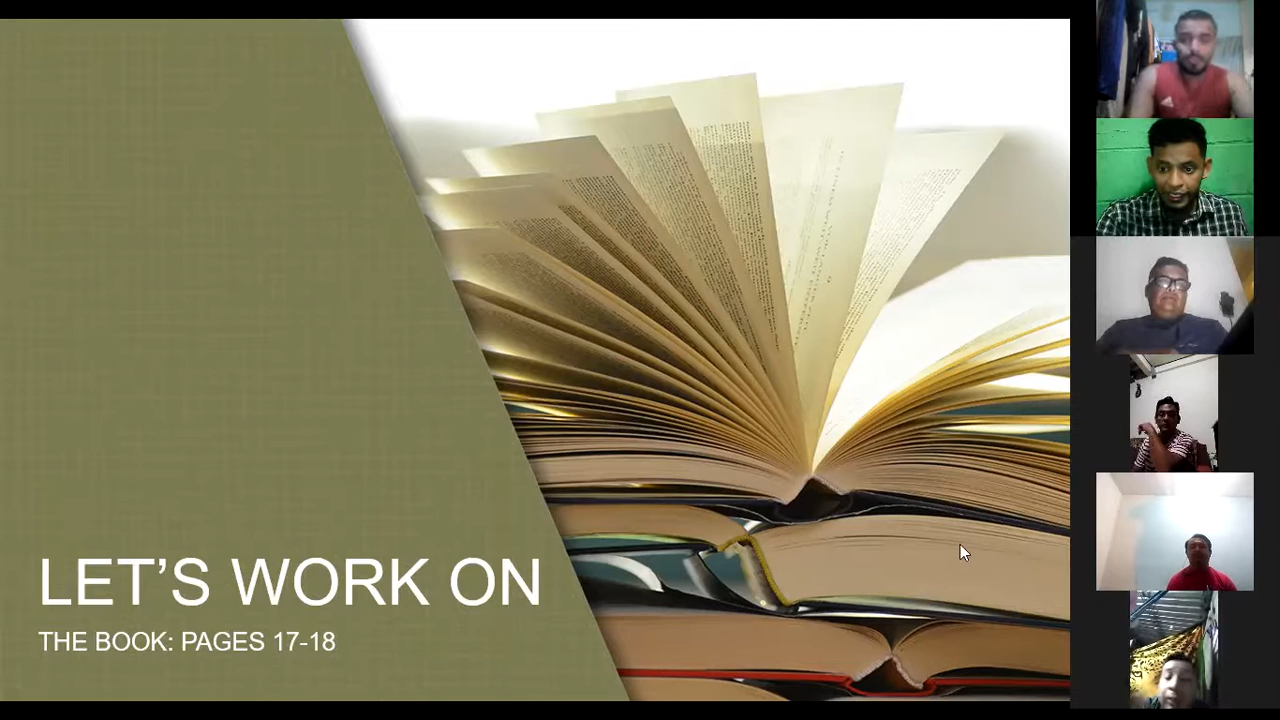 LET’S WORK ON
THE BOOK: PAGES 17-18